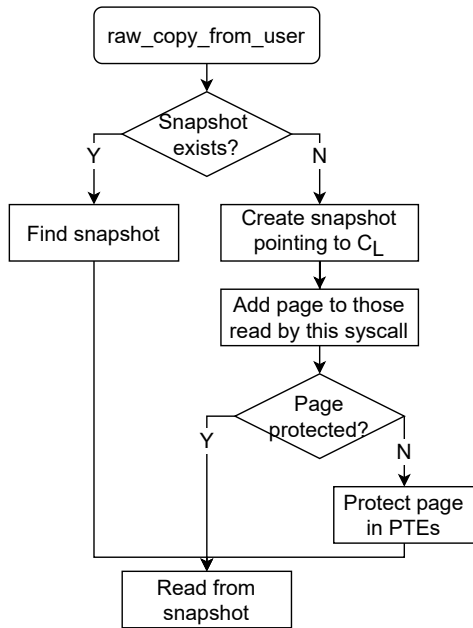 raw_copy_from_user
Snapshot
exists?
Y
N
Find snapshot
Create snapshot
pointing to CL
Add page to those
read by this syscall
Page
protected?
Y
N
Protect page
in PTEs
Read from
snapshot